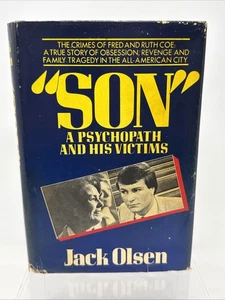 THE CRIMES OF FRED AND RUTH COE:
A TRUE STORY OF OBSESSION, REVENGE AND
FAMILY TRAGEDY IN THE ALL-AMERICAN CITY
"SON"
A PSYCHOPATH
AND HIS VICTIMS
Jack Olsen